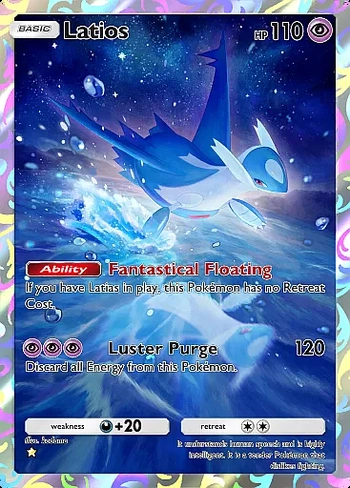 BASIC Latios HP 110
Ability Fantastical Floating
If you have Latias in play, this Pokémon has no Retreat
Cost.
Luster Purge 120
Discard all Energy from this Pokémon.
weakness +20 retreat
Illus.
It understands human speech and is highly
intelligent. It is a tender Pokémon that
dislikes fighting.